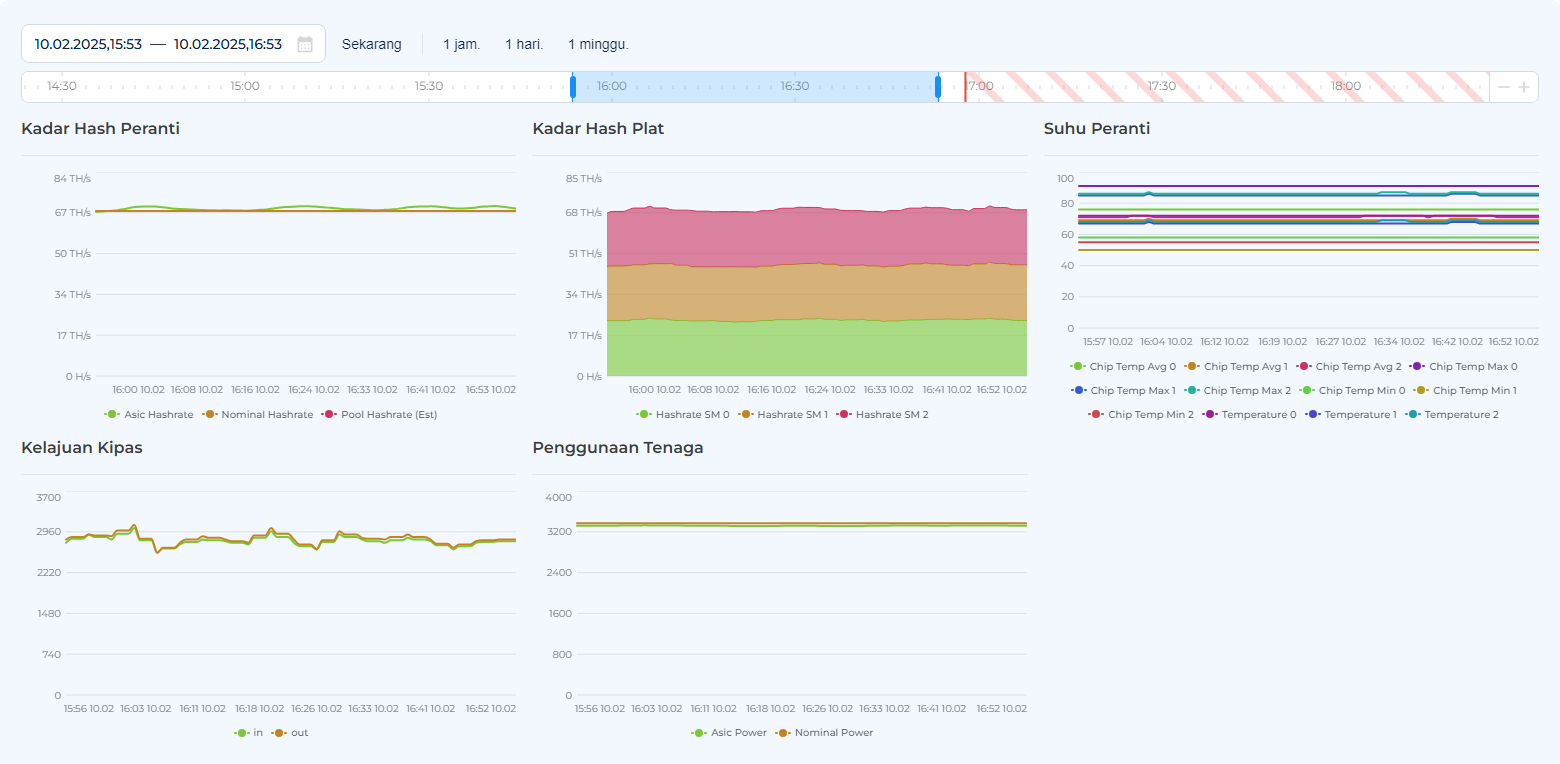 10.02.2025,15:53 — 10.02.2025,16:53 Sekarang 1 jam. 1 hari. 1 minggu.
14:30 15:00 15:30 16:00 16:30 17:00 17:30 18:00
Kadar Hash Peranti
84 TH/s
67 TH/s
50 TH/s
34 TH/s
17 TH/s
0 H/s
16:00 10.02 16:08 10.02 16:16 10.02 16:24 10.02 16:33 10.02 16:41 10.02 16:53 10.02
Asic Hashrate Nominal Hashrate Pool Hashrate (Est)
Kadar Hash Plat
85 TH/s
68 TH/s
51 TH/s
34 TH/s
17 TH/s
0 H/s
16:00 10.02 16:08 10.02 16:16 10.02 16:24 10.02 16:33 10.02 16:41 10.02 16:52 10.02
Hashrate SM 0 Hashrate SM 1 Hashrate SM 2
Suhu Peranti
100
80
60
40
20
0
15:57 10.02 16:04 10.02 16:12 10.02 16:19 10.02 16:27 10.02 16:34 10.02 16:42 10.02 16:52 10.02
Chip Temp Avg 0 Chip Temp Avg 1 Chip Temp Avg 2 Chip Temp Max 0
Chip Temp Max 1 Chip Temp Max 2 Chip Temp Min 0 Chip Temp Min 1
Chip Temp Min 2 Temperature 0 Temperature 1 Temperature 2
Kelajuan Kipas
3700
2960
2220
1480
740
0
15:56 10.02 16:03 10.02 16:11 10.02 16:18 10.02 16:26 10.02 16:33 10.02 16:41 10.02 16:52 10.02
in out
Penggunaan Tenaga
4000
3200
2400
1600
800
0
15:56 10.02 16:03 10.02 16:11 10.02 16:18 10.02 16:26 10.02 16:33 10.02 16:41 10.02 16:52 10.02
Asic Power Nominal Power